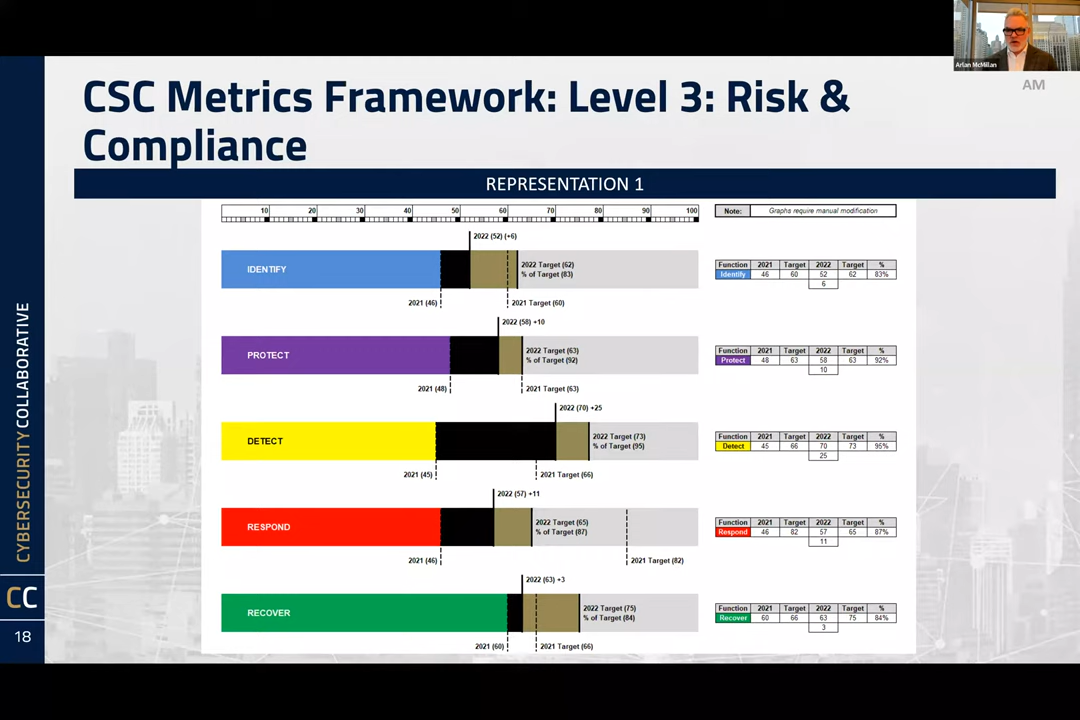 Arlan McMillan
AM
CSC Metrics Framework: Level 3: Risk &
Compliance
REPRESENTATION 1
10 20 30 40 50 60 70 80 90 100
Note: Graphs require manual modification
2022 (52) (+6)
IDENTIFY
2022 Target (62)
% of Target (83)
2021 (46)
2021 Target (60)
Function 2021 Target 2022 Target %
Identify 46 60 52 62 83%
6
2022 (58) +10
PROTECT
2022 Target (63)
% of Target (92)
2021 (48)
2021 Target (63)
Function 2021 Target 2022 Target %
Protect 48 63 58 63 92%
10
2022 (70) +25
DETECT
2022 Target (73)
% of Target (95)
2021 (45)
2021 Target (66)
Function 2021 Target 2022 Target %
Detect 45 66 70 73 95%
25
2022 (57) +11
RESPOND
2022 Target (65)
% of Target (87)
2021 (46)
2021 Target (82)
Function 2021 Target 2022 Target %
Respond 46 82 57 65 87%
11
2022 (63) +3
RECOVER
2022 Target (75)
% of Target (84)
2021 (60)
2021 Target (66)
Function 2021 Target 2022 Target %
Recover 60 66 63 75 84%
3
CYBERSECURITY COLLABORATIVE
CC
18